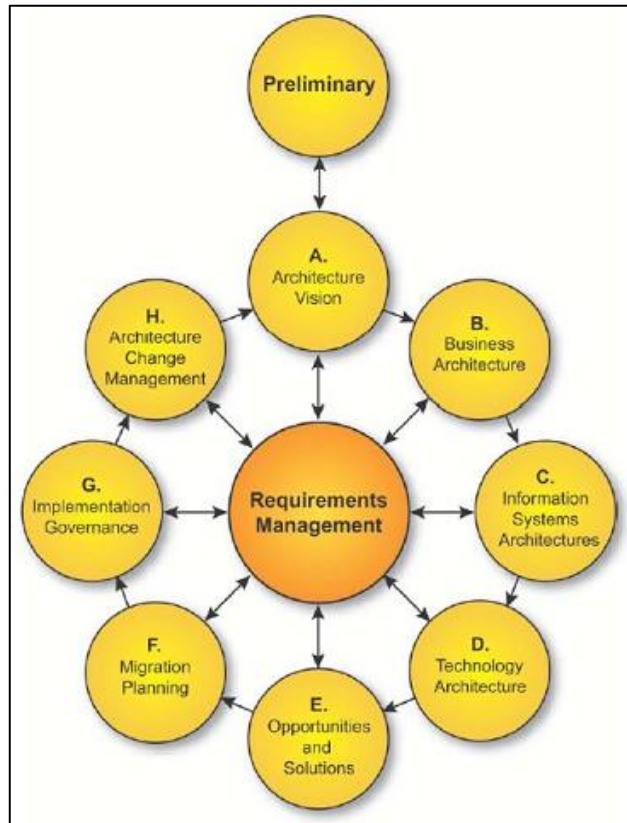 Preliminary
A.
Architecture
Vision
B.
Business
Architecture
C.
Information
Systems
Architectures
D.
Technology
Architecture
E.
Opportunities
and
Solutions
F.
Migration
Planning
G.
Implementation
Governance
H.
Architecture
Change
Management
Requirements
Management